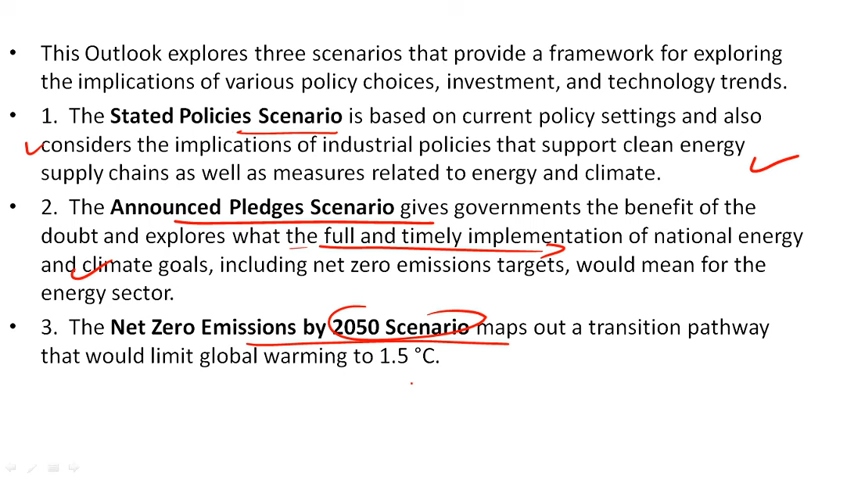 • This Outlook explores three scenarios that provide a framework for exploring
the implications of various policy choices, investment, and technology trends.
• 1. The Stated Policies Scenario is based on current policy settings and also
considers the implications of industrial policies that support clean energy
supply chains as well as measures related to energy and climate.
• 2. The Announced Pledges Scenario gives governments the benefit of the
doubt and explores what the full and timely implementation of national energy
and climate goals, including net zero emissions targets, would mean for the
energy sector.
• 3. The Net Zero Emissions by 2050 Scenario maps out a transition pathway
that would limit global warming to 1.5 °C.